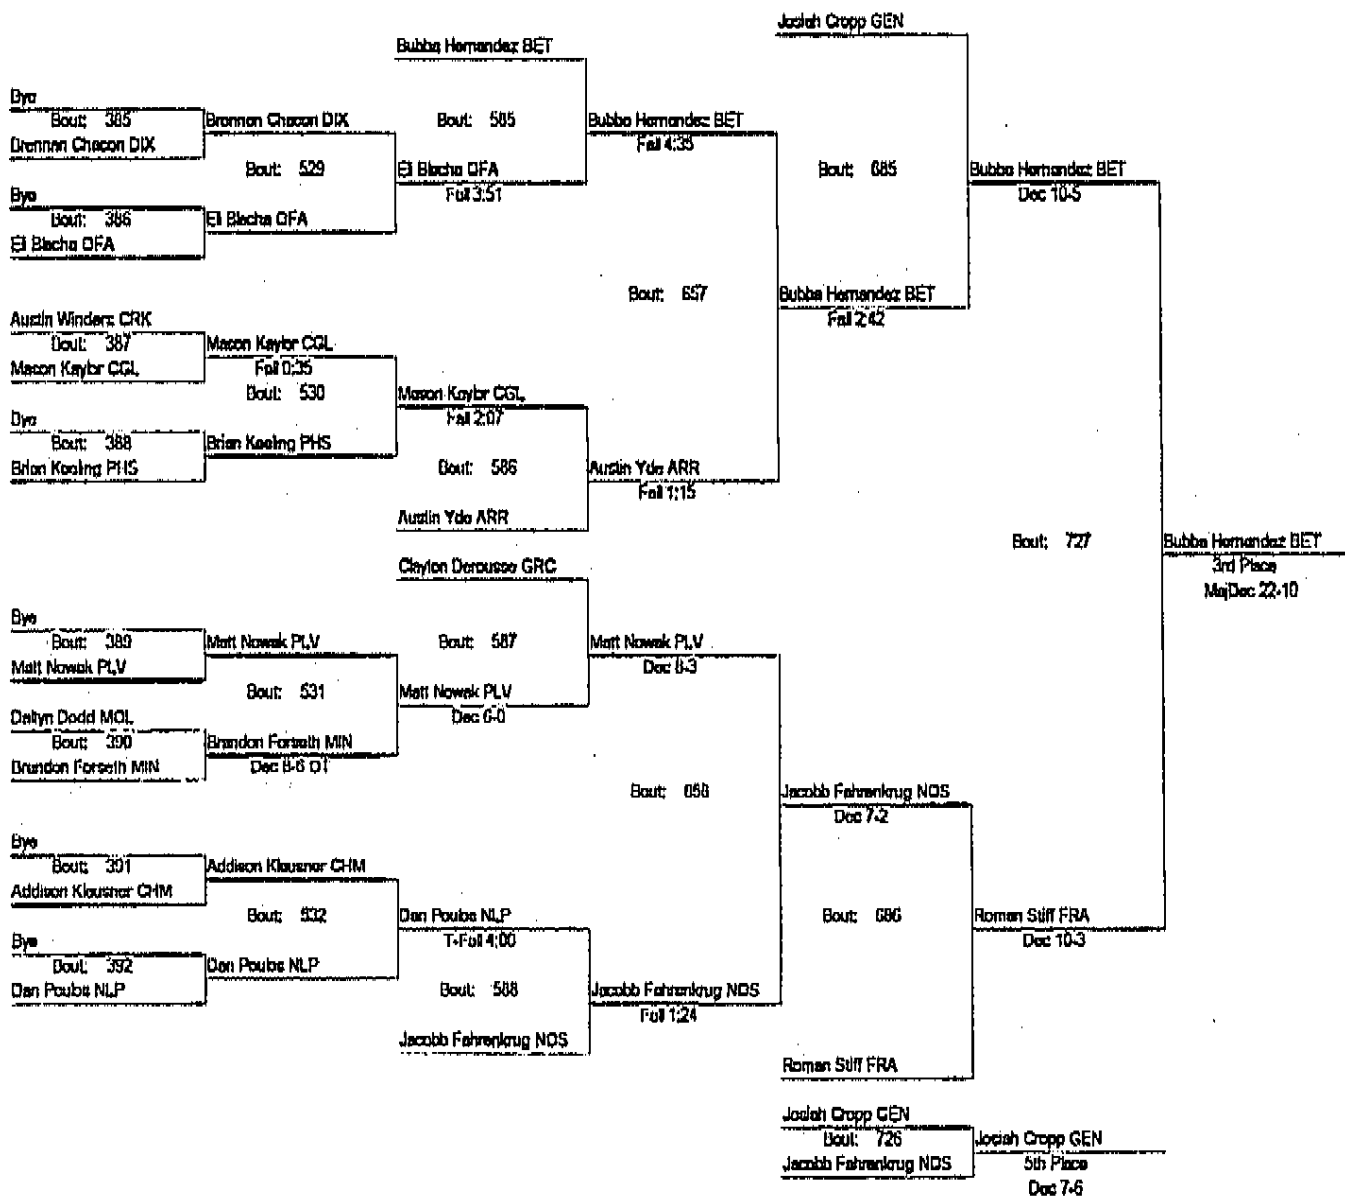 Josiah Cropp GEN
Bubba Hernandez BET
Bye
Bout: 385
Brennan Chacon DIX
Brennan Chacon DIX
Bout: 585
Bubba Hernandez BET
Fall 4:35
Bout: 529
Eli Blacha OFA
Fall 3:51
Bout: 685
Bubba Hernandez BET
Dec 10-5
Bye
Bout: 386
Eli Blacha OFA
Eli Blacha OFA
Bout: 657
Bubba Hernandez BET
Fall 2:42
Austin Winders CRK
Bout: 387
Mason Kaylor CGL
Mason Kaylor CGL
Fall 0:35
Bout: 530
Mason Kaylor CGL
Fall 2:07
Bye
Bout: 388
Brian Keeling PHS
Brian Keeling PHS
Bout: 586
Austin Yde ARR
Fall 1:15
Austin Yde ARR
Bout: 727
Bubba Hernandez BET
3rd Place
MajDec 22-10
Clayton Derousse GRC
Bye
Bout: 389
Matt Nowak PLV
Matt Nowak PLV
Bout: 587
Matt Nowak PLV
Dec 8-3
Bout: 531
Matt Nowak PLV
Dec 6-0
Dallyn Dodd MOL
Bout: 390
Brandon Forseth MIN
Brandon Forseth MIN
Dec 8-6 OT
Bout: 658
Jacobb Fahrenkrug NOS
Dec 7-2
Bye
Bout: 391
Addison Klausner CHM
Addison Klausner CHM
Bout: 532
Dan Pouba NLP
T-Fall 4:00
Bout: 686
Roman Stiff FRA
Dec 10-3
Bye
Bout: 392
Dan Pouba NLP
Dan Pouba NLP
Bout: 588
Jacobb Fahrenkrug NOS
Fall 1:24
Jacobb Fahrenkrug NOS
Roman Stiff FRA
Josiah Cropp GEN
Bout: 726
Jacobb Fahrenkrug NOS
Josiah Cropp GEN
5th Place
Dec 7-6